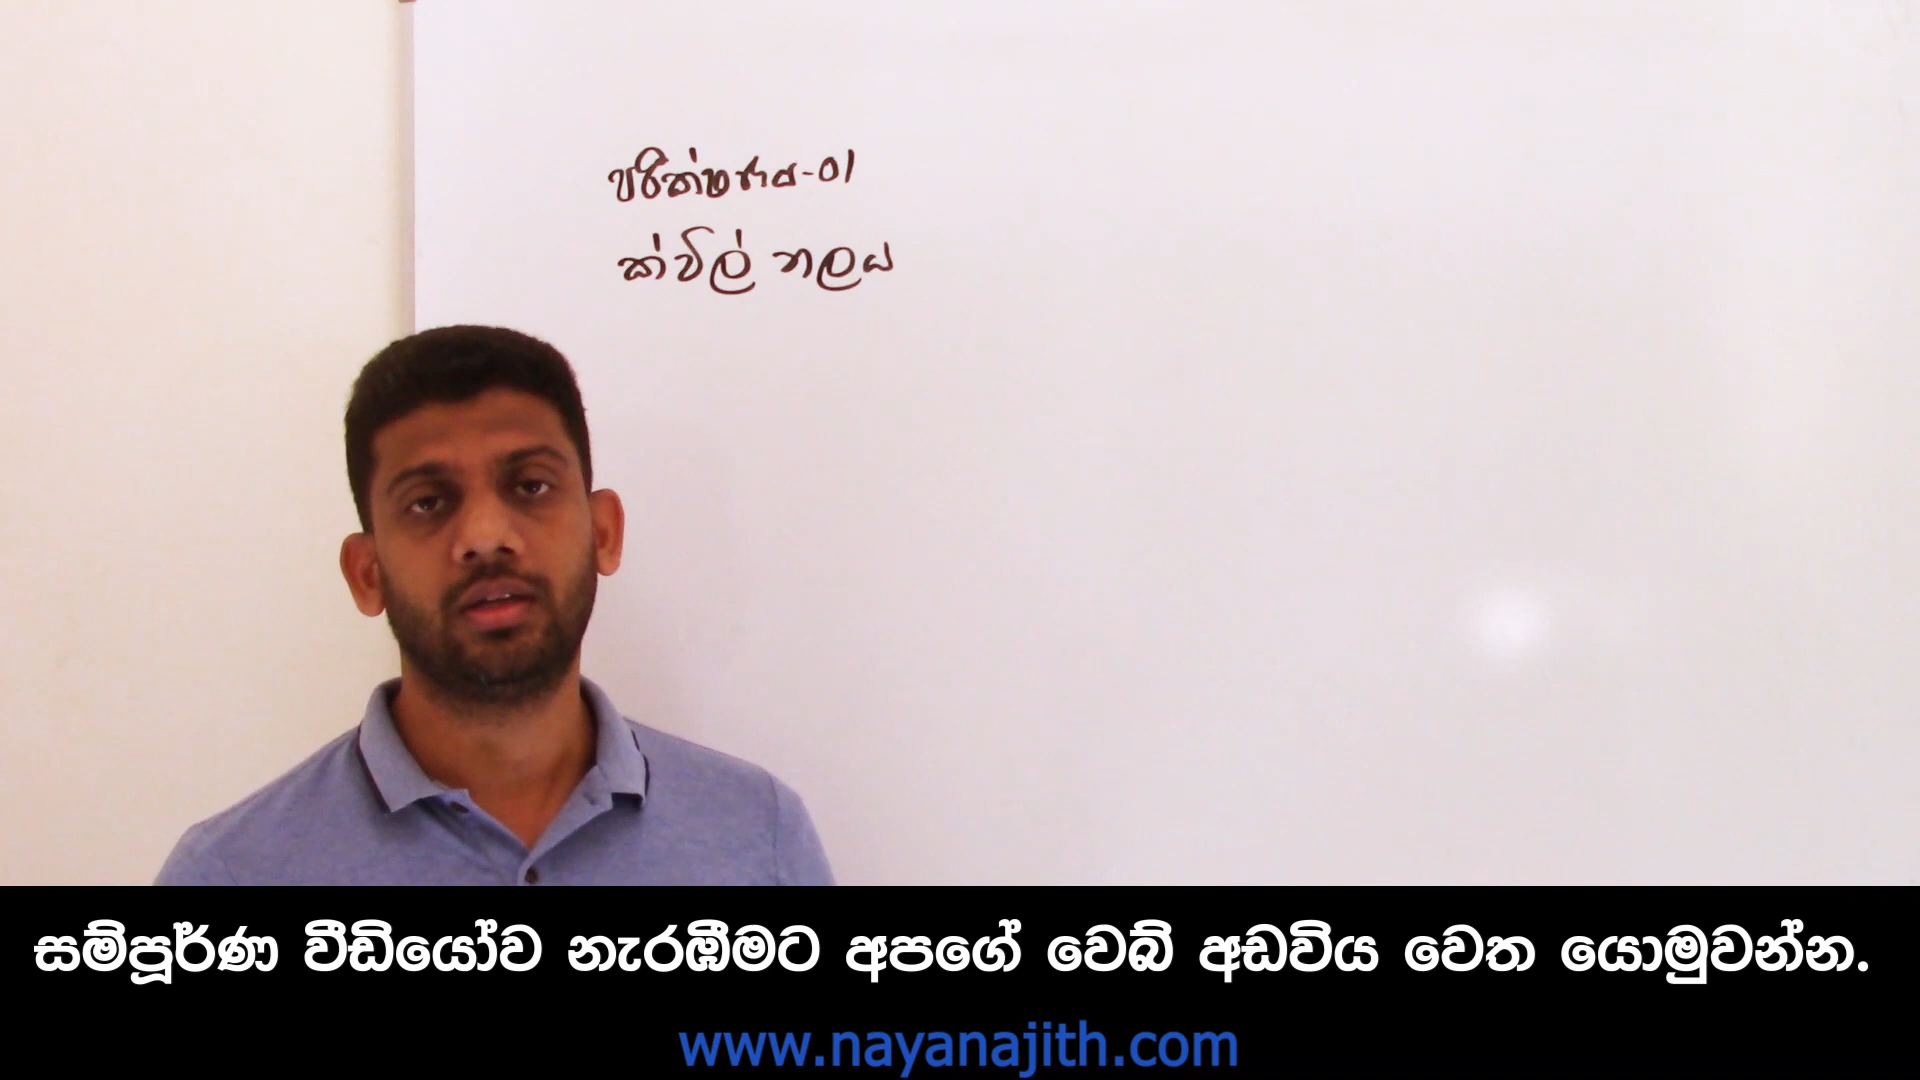 පරීක්ෂණය-01
ක්විල් නලය
සම්පූර්ණ වීඩියෝව නැරඹීමට අපගේ වෙබ් අඩවිය වෙත යොමුවන්න.
www.nayanajith.com